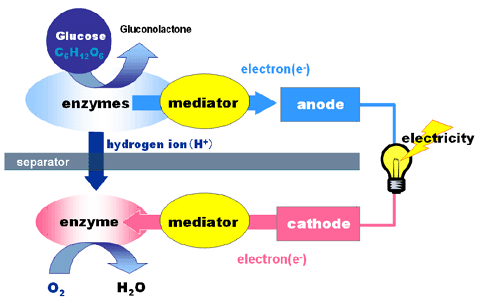 Glucose
C₆H₁₂O₆
Gluconolactone
electron(e-)
enzymes
mediator
anode
hydrogen ion (H⁺)
electricity
separator
enzyme
mediator
cathode
electron(e-)
O₂
H₂O